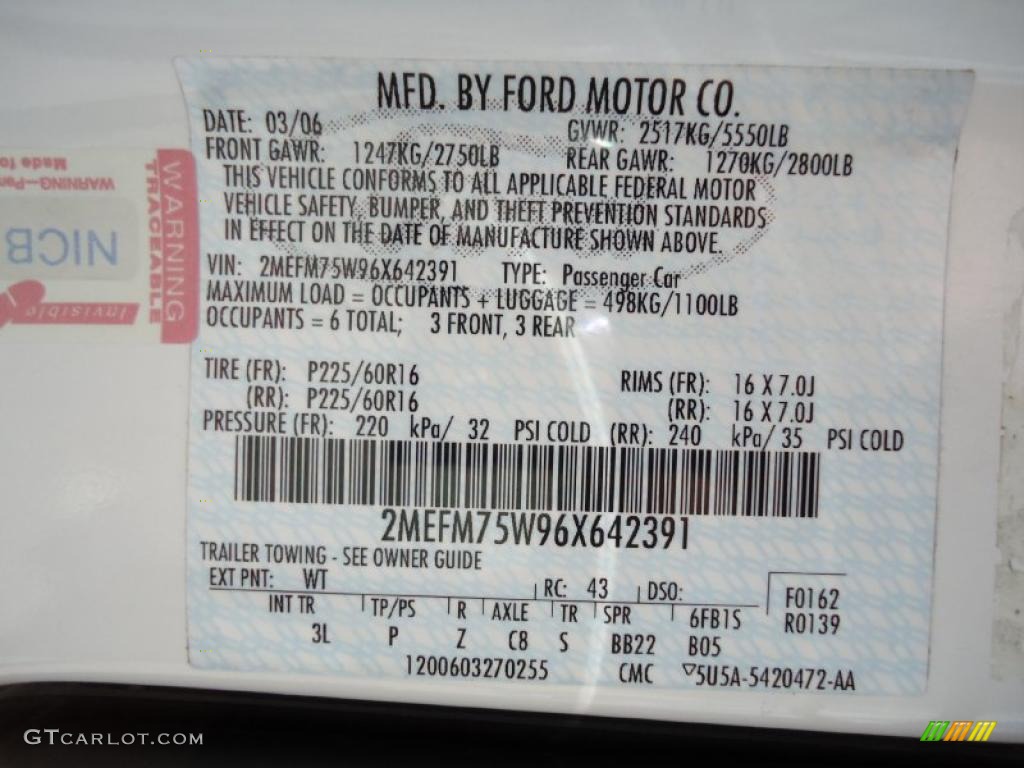 MFD. BY FORD MOTOR CO.
DATE: 03/06 GVWR: 2517KG/5550LB
FRONT GAWR: 1247KG/2750LB REAR GAWR: 1270KG/2800LB
THIS VEHICLE CONFORMS TO ALL APPLICABLE FEDERAL MOTOR
VEHICLE SAFETY, BUMPER, AND THEFT PREVENTION STANDARDS
IN EFFECT ON THE DATE OF MANUFACTURE SHOWN ABOVE.
VIN: 2MEFM75W96X642391 TYPE: Passenger Car
MAXIMUM LOAD = OCCUPANTS + LUGGAGE = 498KG/1100LB
OCCUPANTS = 6 TOTAL; 3 FRONT, 3 REAR
TIRE (FR): P225/60R16 RIMS (FR): 16 X 7.0J
(RR): P225/60R16 (RR): 16 X 7.0J
PRESSURE (FR): 220 kPa/ 32 PSI COLD (RR): 240 kPa/ 35 PSI COLD
2MEFM75W96X642391
TRAILER TOWING - SEE OWNER GUIDE
EXT PNT: WT RC: 43 DSO: F0162
INT TR TP/PS R AXLE TR SPR 6FB1S R0139
3L P Z C8 S BB22 B05
1200603270255 CMC 5U5A-5420472-AA
WARNING
TRACEABLE
WARNING-Par
Made fo
NICB
Invisible
GTCARLOT.COM